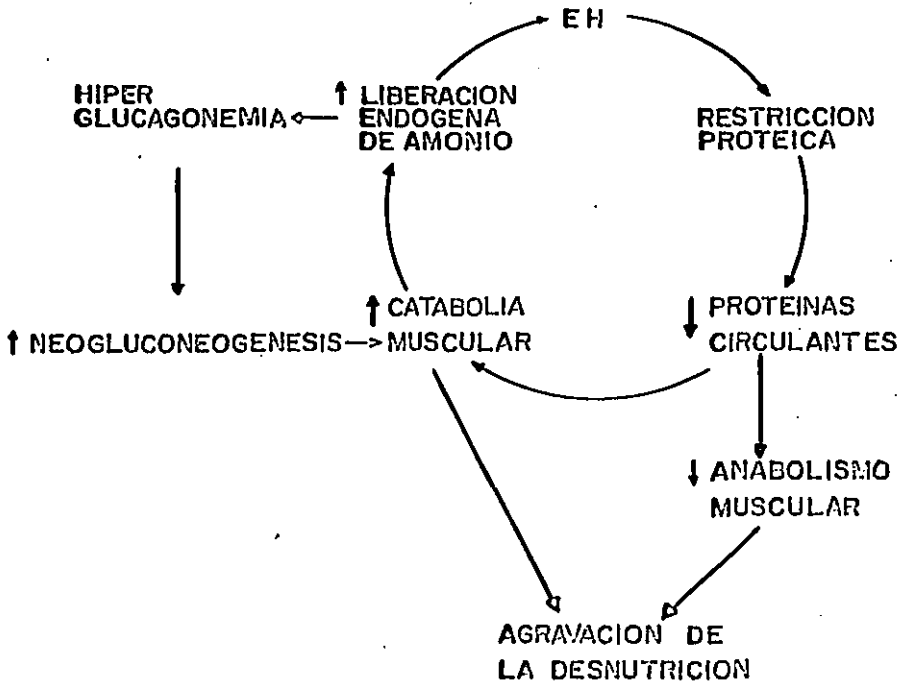 EH
HIPER
GLUCAGONEMIA
↑ LIBERACION
ENDOGENA
DE AMONIO
RESTRICCION
PROTEICA
↑ NEOGLUCONEOGENESIS
↑ CATABOLIA
MUSCULAR
↓ PROTEINAS
CIRCULANTES
↓ ANABOLISMO
MUSCULAR
AGRAVACION DE
LA DESNUTRICION